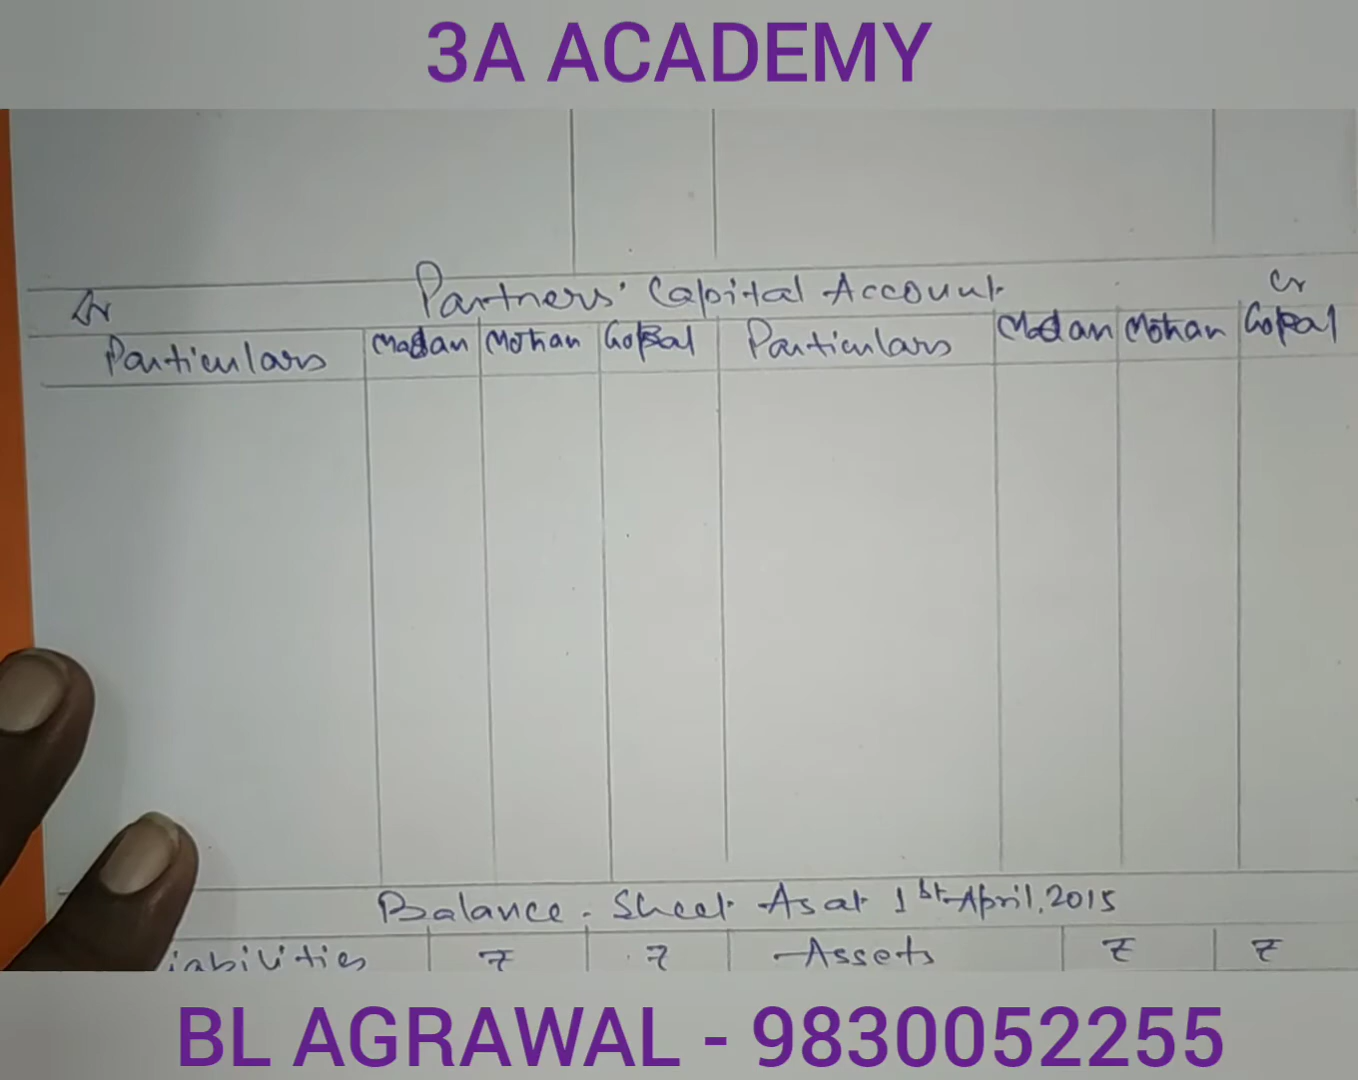 3A ACADEMY
Dr Partners' Capital Account Cr
Particulars Madan Mohan Gopal Particulars Madan Mohan Gopal
Balance - Sheet As at 1st April, 2015
iabilities ₹ ₹ Assets ₹ ₹
BL AGRAWAL - 9830052255